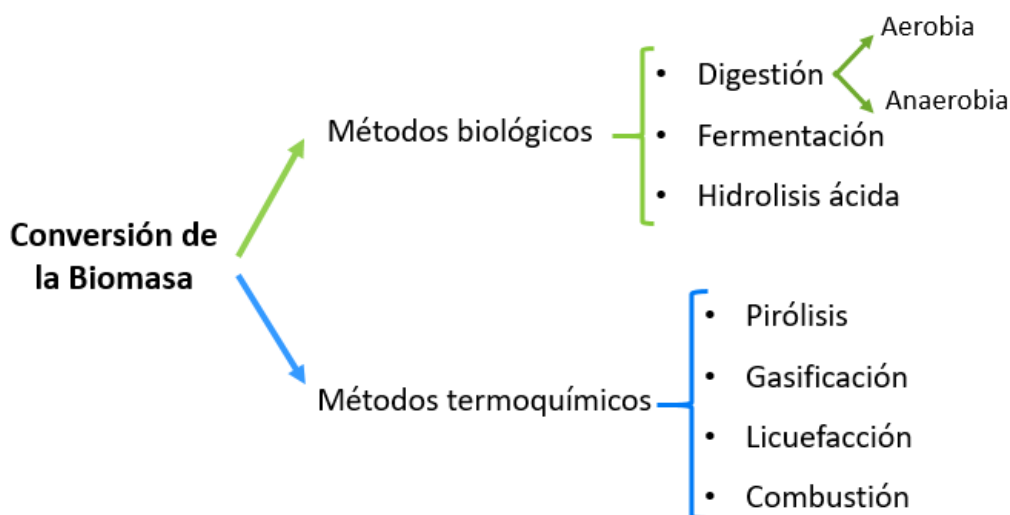 Conversión de
la Biomasa
Métodos biológicos
• Digestión
Aerobia
Anaerobia
• Fermentación
• Hidrolisis ácida
Métodos termoquímicos
• Pirólisis
• Gasificación
• Licuefacción
• Combustión